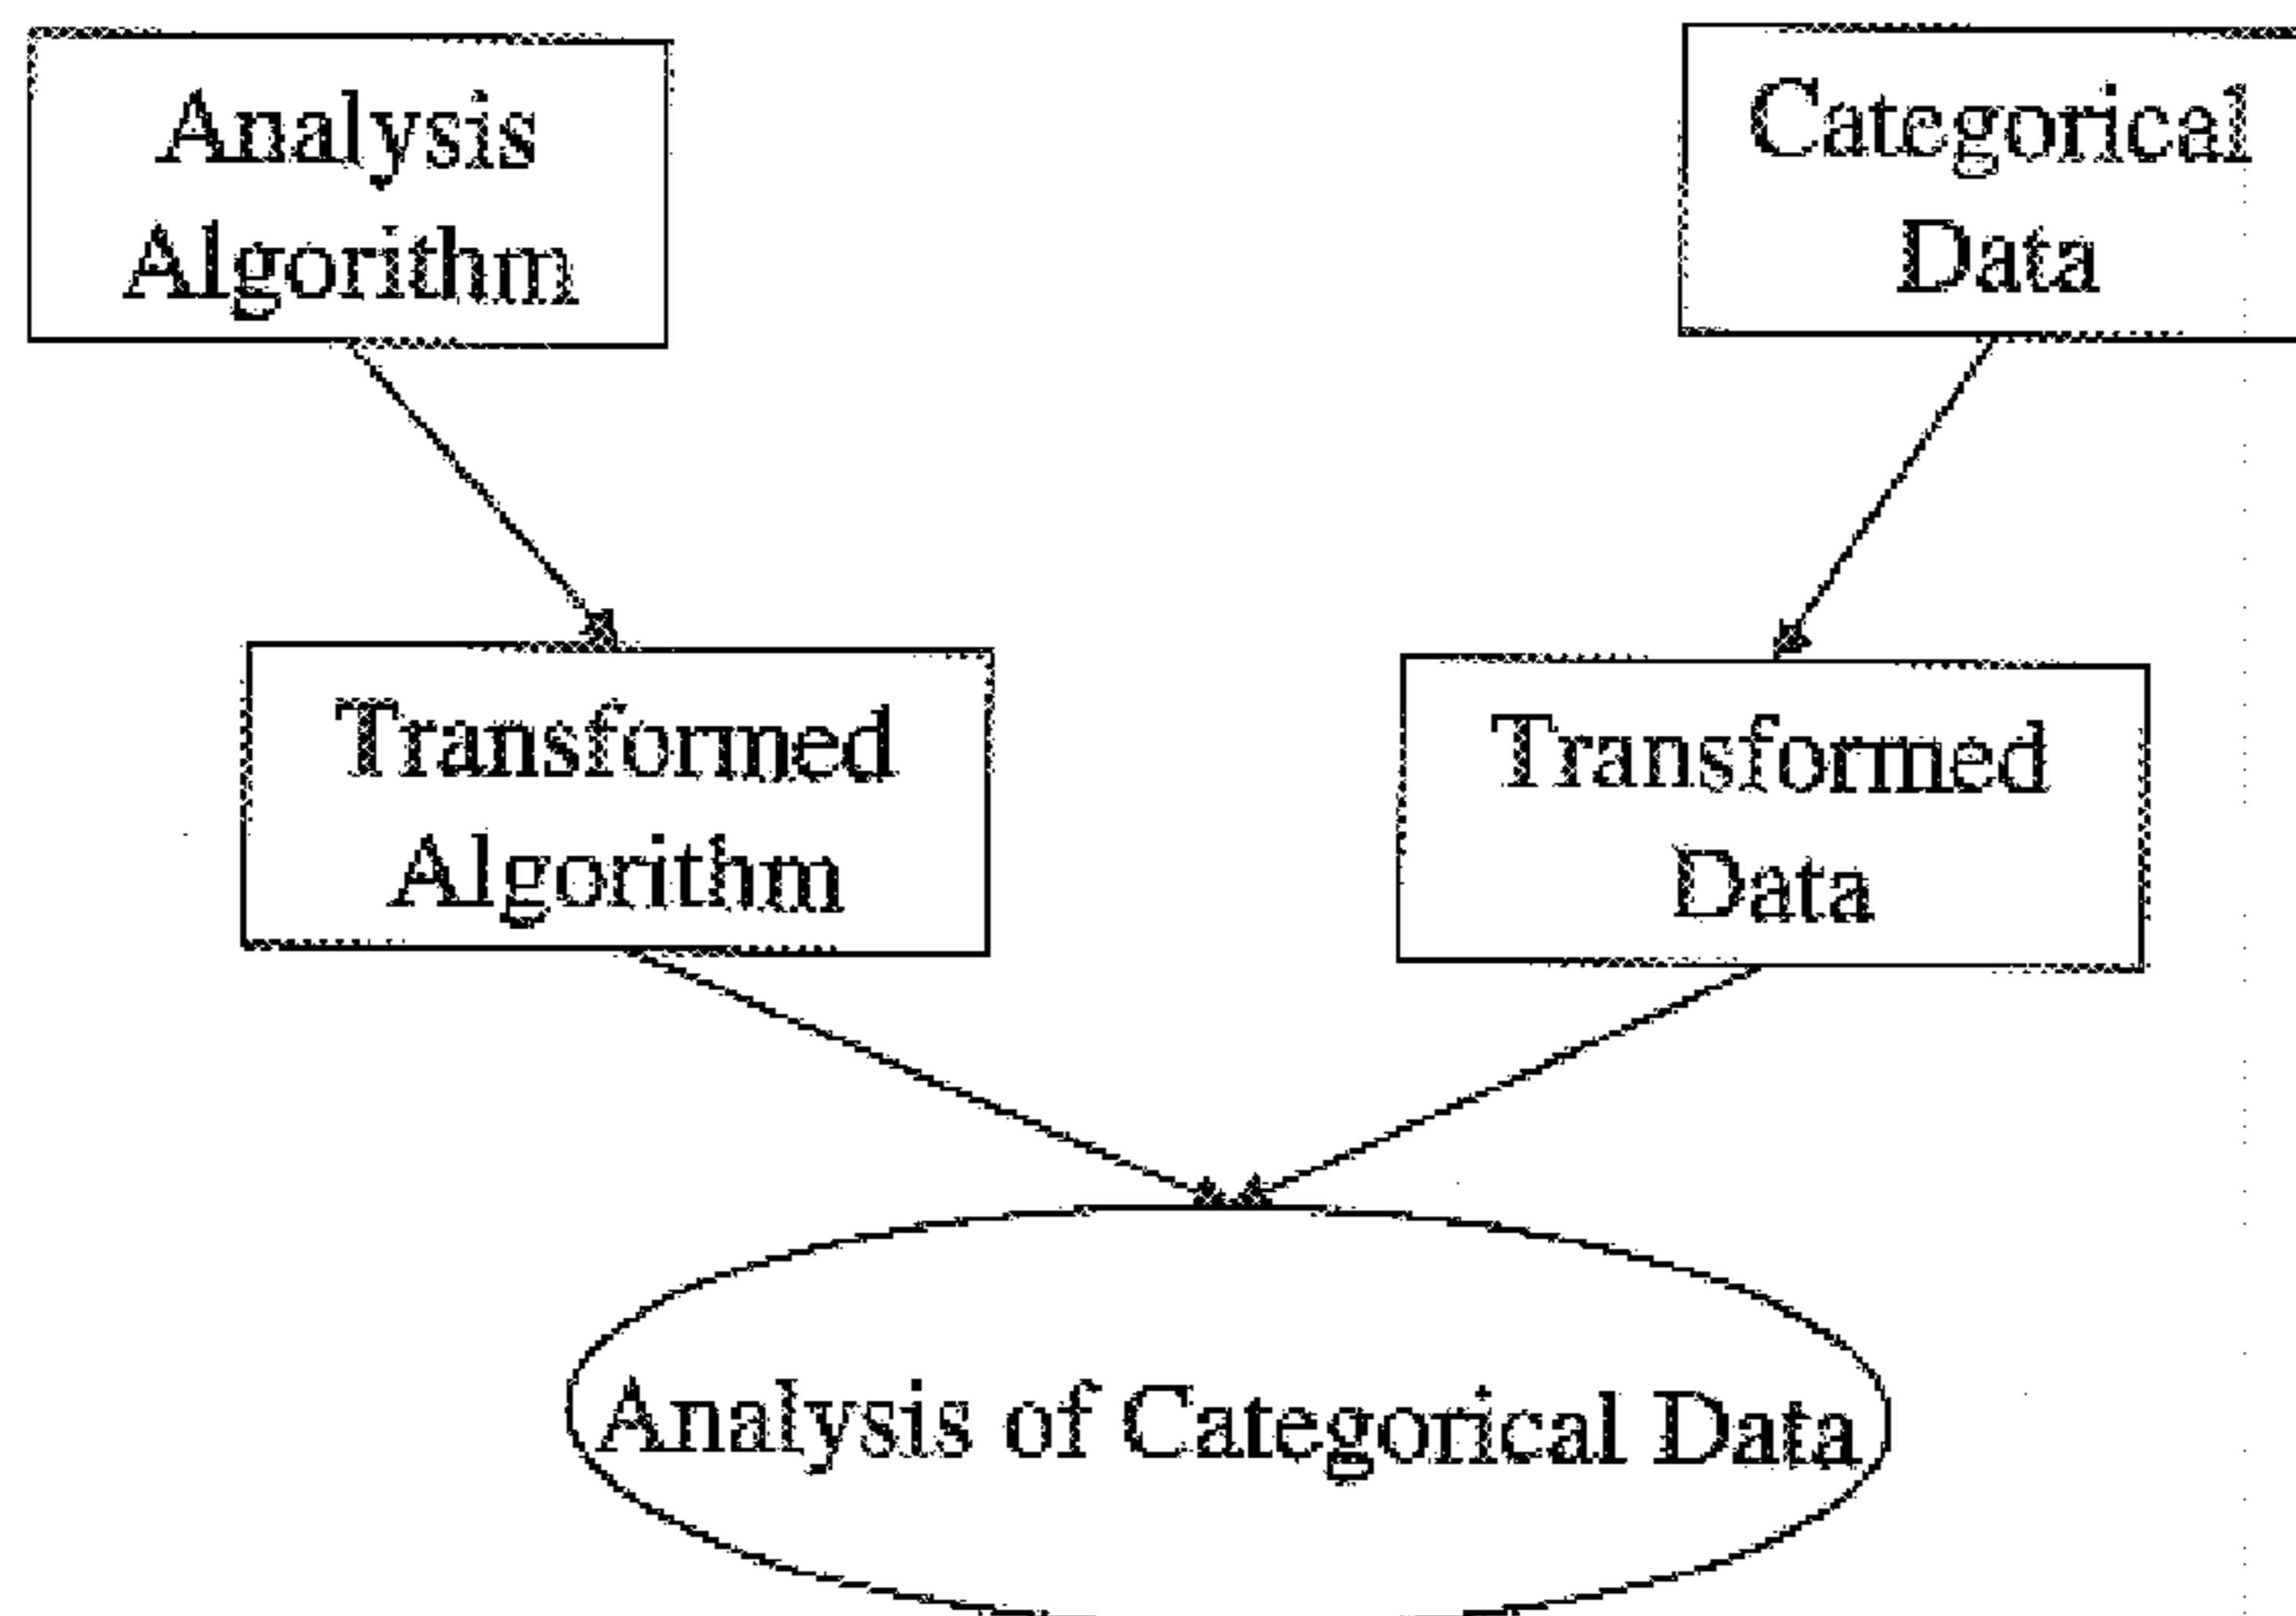 Analysis
Algorithm
Categorical
Data
Transformed
Algorithm
Transformed
Data
Analysis of Categorical Data